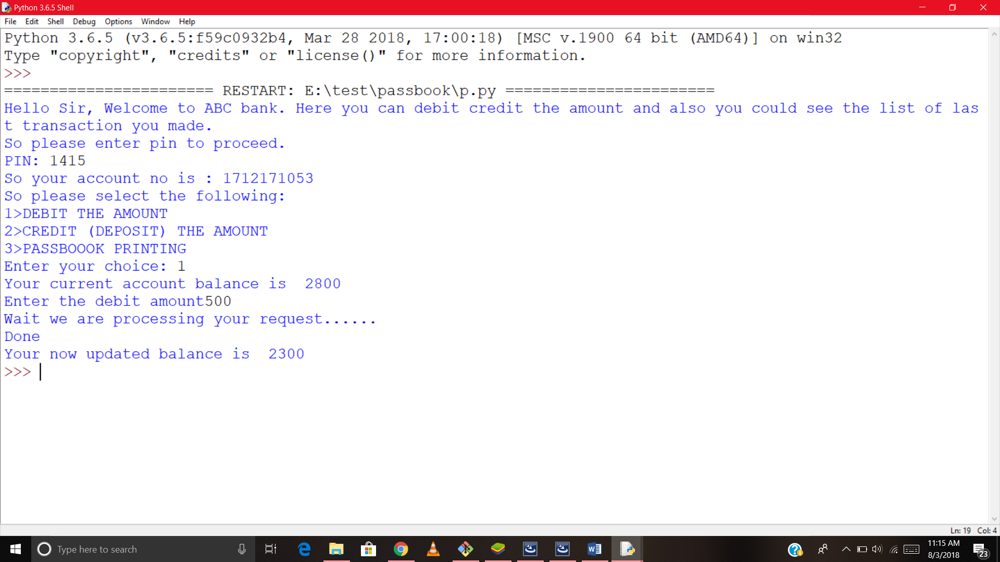 Python 3.6.5 Shell
File Edit Shell Debug Options Window Help
Python 3.6.5 (v3.6.5:f59c0932b4, Mar 28 2018, 17:00:18) [MSC v.1900 64 bit (AMD64)] on win32
Type "copyright", "credits" or "license()" for more information.
>>>
======================= RESTART: E:\test\passbook\p.py =======================
Hello Sir, Welcome to ABC bank. Here you can debit credit the amount and also you could see the list of las
t transaction you made.
So please enter pin to proceed.
PIN: 1415
So your account no is : 1712171053
So please select the following:
1>DEBIT THE AMOUNT
2>CREDIT (DEPOSIT) THE AMOUNT
3>PASSBOOOK PRINTING
Enter your choice: 1
Your current account balance is  2800
Enter the debit amount500
Wait we are processing your request......
Done
Your now updated balance is  2300
>>>
Ln: 19 Col: 4
Type here to search
11:15 AM
8/3/2018
23